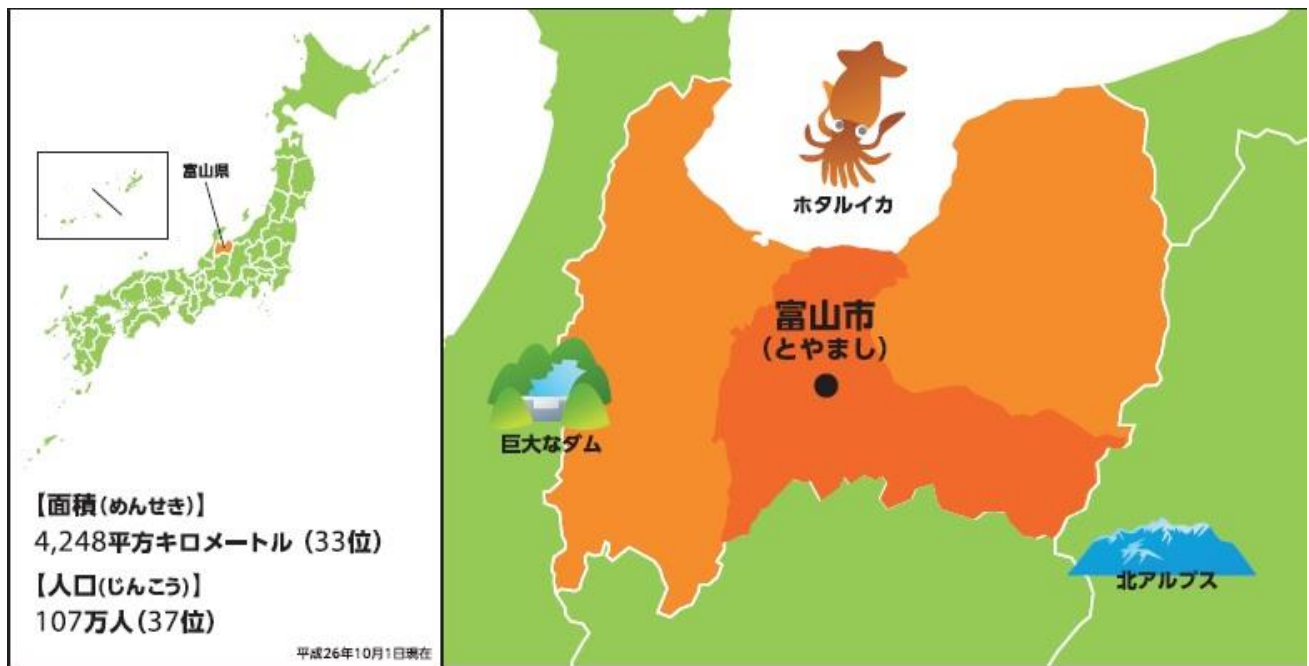 富山県
【面積(めんせき)】
4,248平方キロメートル (33位)
【人口(じんこう)】
107万人(37位)
平成26年10月1日現在
ホタルイカ
富山市
(とやまし)
巨大なダム
北アルプス